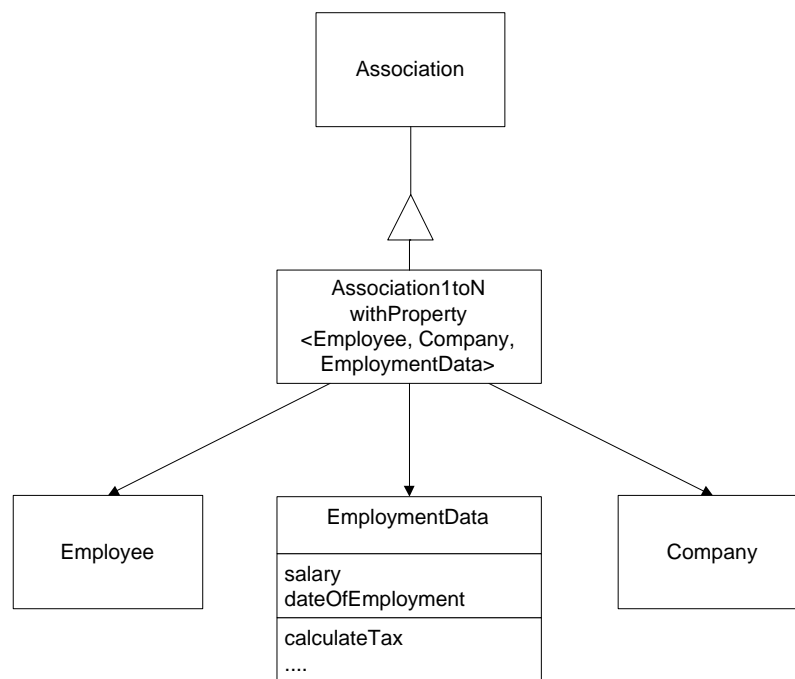 Association
Association1toN
withProperty
<Employee, Company,
EmploymentData>
Employee
EmploymentData
salary
dateOfEmployment
calculateTax
....
Company